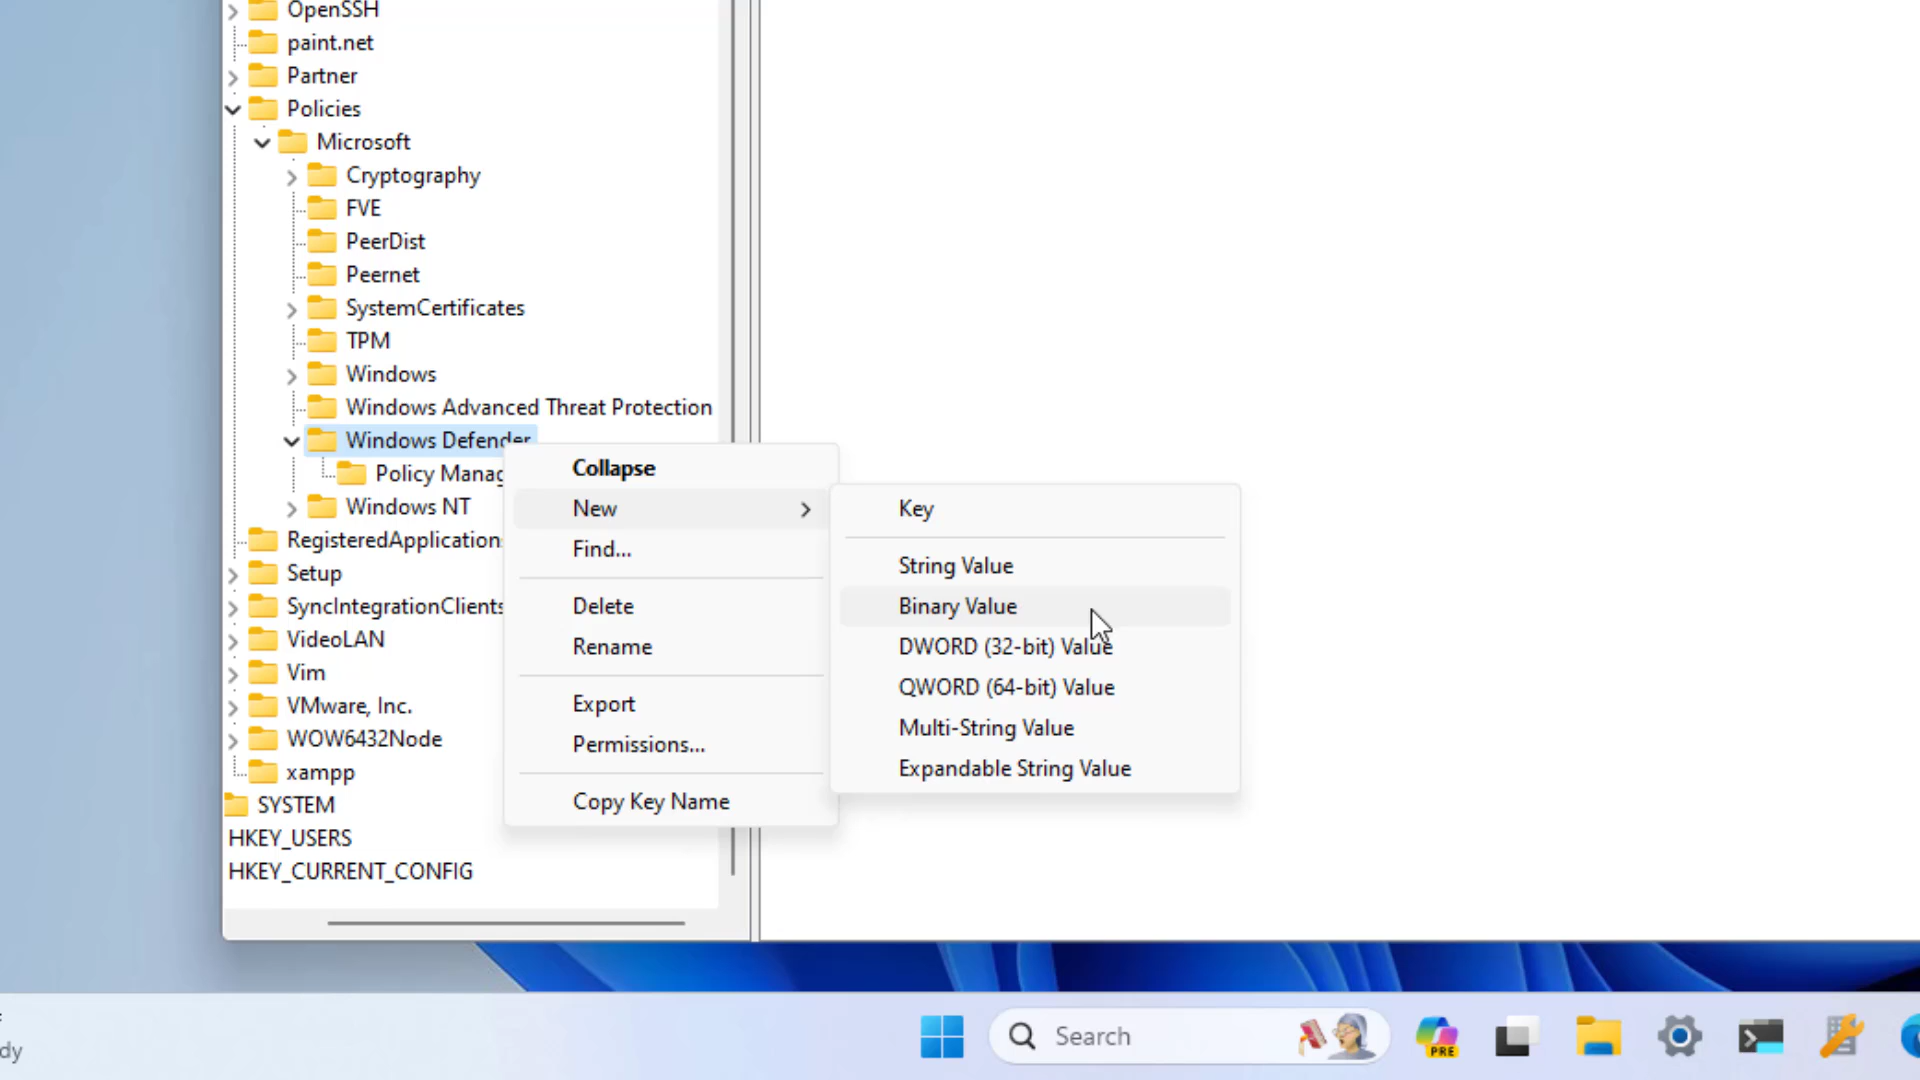 OpenSSH
paint.net
Partner
Policies
Microsoft
Cryptography
FVE
PeerDist
Peernet
SystemCertificates
TPM
Windows
Windows Advanced Threat Protection
Windows Defender
Policy Manag
Windows NT
RegisteredApplication
Setup
SyncIntegrationClients
VideoLAN
Vim
VMware, Inc.
WOW6432Node
xampp
SYSTEM
HKEY_USERS
HKEY_CURRENT_CONFIG
Collapse
New
Find...
Delete
Rename
Export
Permissions...
Copy Key Name
Key
String Value
Binary Value
DWORD (32-bit) Value
QWORD (64-bit) Value
Multi-String Value
Expandable String Value
dy
Search
PRE